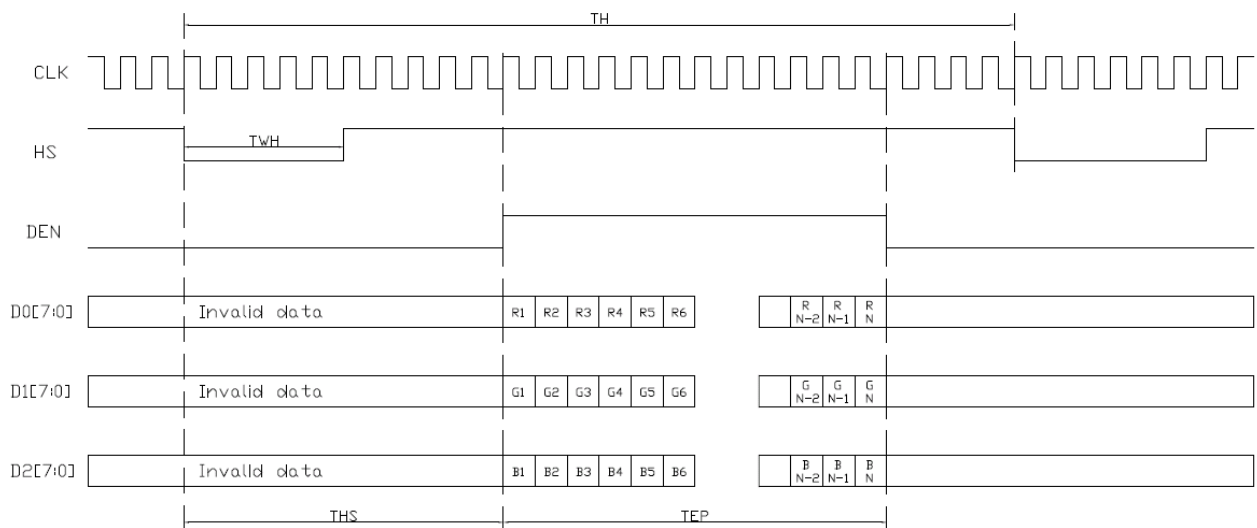 TH
CLK
TWH
HS
DEN
D0[7:0] Invalid data R1 R2 R3 R4 R5 R6 R N-2 R N-1 R N
D1[7:0] Invalid data G1 G2 G3 G4 G5 G6 G N-2 G N-1 G N
D2[7:0] Invalid data B1 B2 B3 B4 B5 B6 B N-2 B N-1 B N
THS TEP